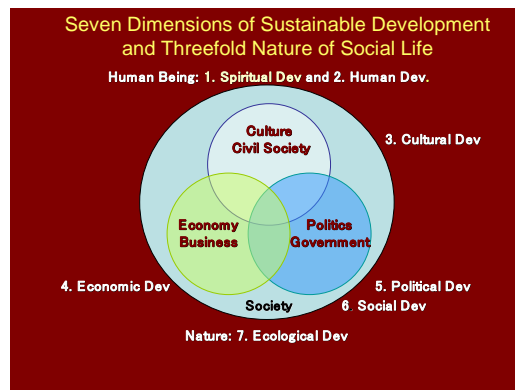 Seven Dimensions of Sustainable Development
and Threefold Nature of Social Life
Human Being: 1. Spiritual Dev and 2. Human Dev.
Culture
Civil Society
3. Cultural Dev
Economy
Business
Politics
Government
4. Economic Dev
5. Political Dev
Society
6. Social Dev
Nature: 7. Ecological Dev